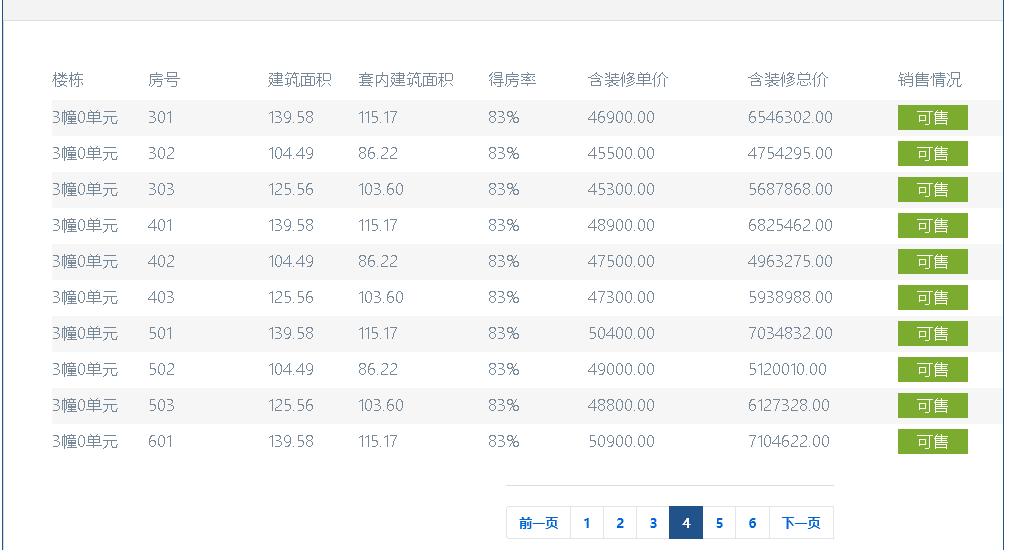 楼栋 房号 建筑面积 套内建筑面积 得房率 含装修单价 含装修总价 销售情况
3幢0单元 301 139.58 115.17 83% 46900.00 6546302.00 可售
3幢0单元 302 104.49 86.22 83% 45500.00 4754295.00 可售
3幢0单元 303 125.56 103.60 83% 45300.00 5687868.00 可售
3幢0单元 401 139.58 115.17 83% 48900.00 6825462.00 可售
3幢0单元 402 104.49 86.22 83% 47500.00 4963275.00 可售
3幢0单元 403 125.56 103.60 83% 47300.00 5938988.00 可售
3幢0单元 501 139.58 115.17 83% 50400.00 7034832.00 可售
3幢0单元 502 104.49 86.22 83% 49000.00 5120010.00 可售
3幢0单元 503 125.56 103.60 83% 48800.00 6127328.00 可售
3幢0单元 601 139.58 115.17 83% 50900.00 7104622.00 可售
前一页 1 2 3 4 5 6 下一页